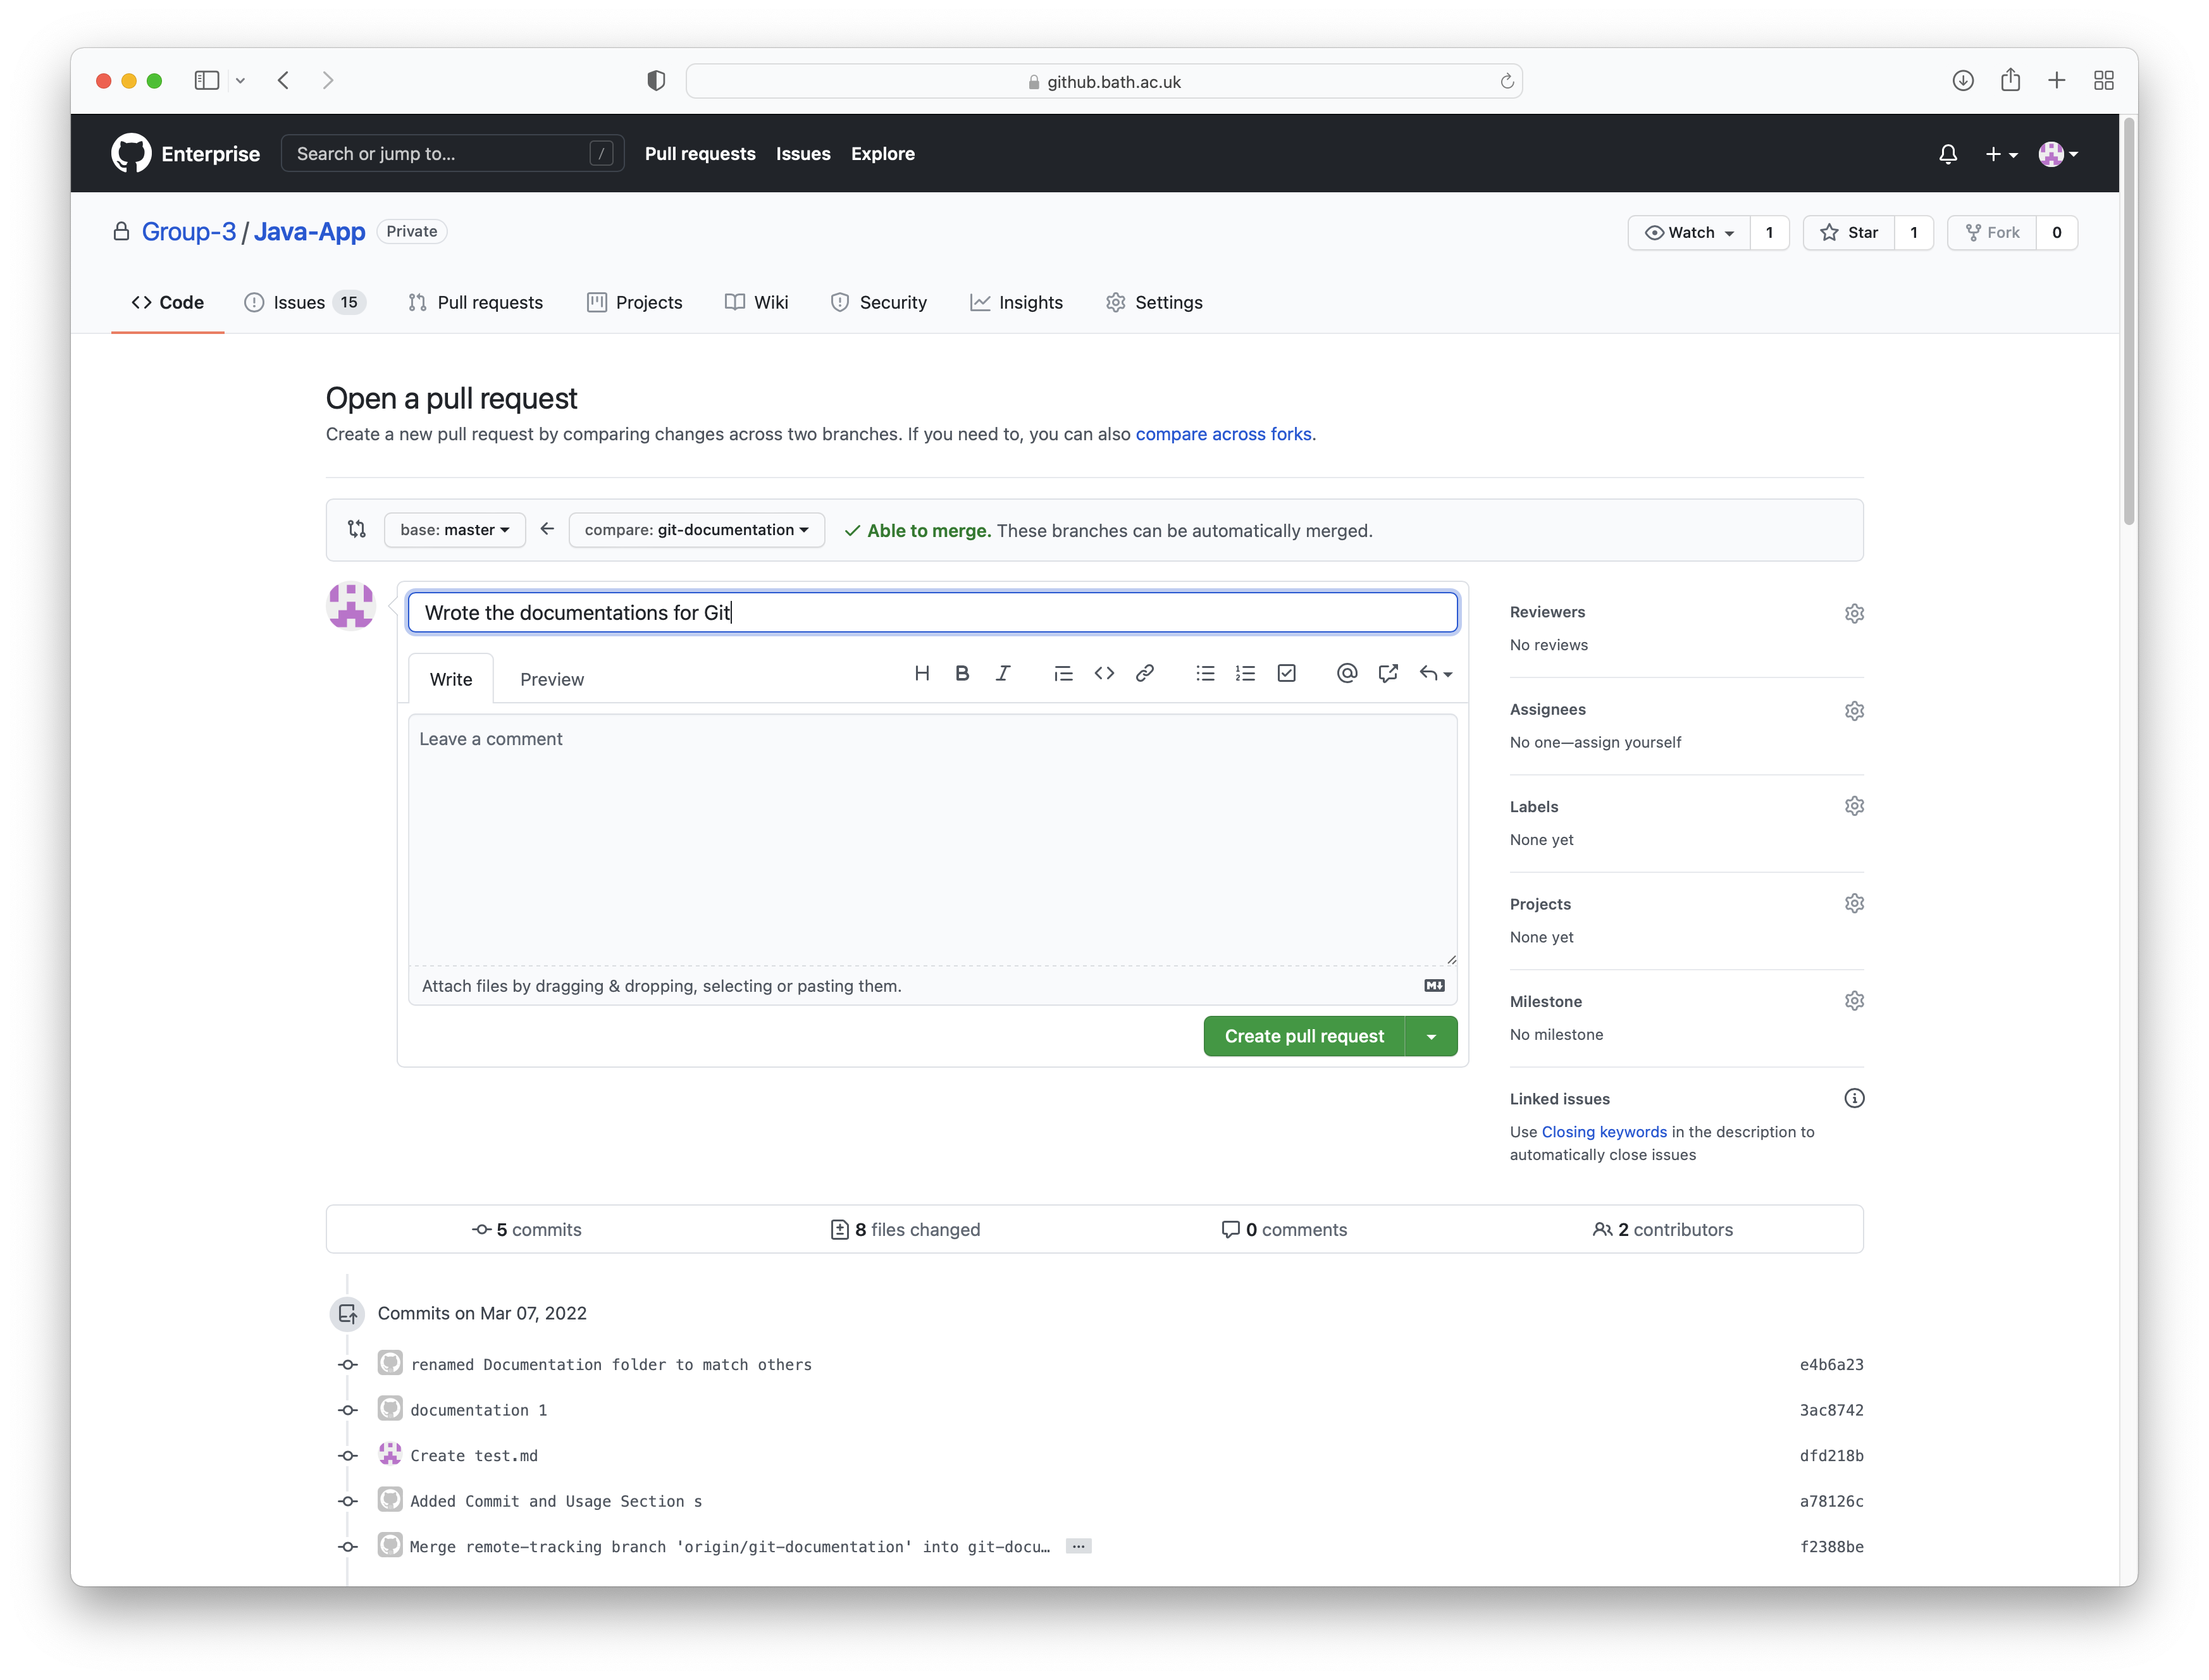 github.bath.ac.uk
Enterprise Search or jump to... / Pull requests Issues Explore
Group-3 / Java-App Private Watch 1 Star 1 Fork 0
Code Issues 15 Pull requests Projects Wiki Security Insights Settings
Open a pull request
Create a new pull request by comparing changes across two branches. If you need to, you can also compare across forks.
base: master compare: git-documentation Able to merge. These branches can be automatically merged.
Wrote the documentations for Git
Write Preview
Leave a comment
Attach files by dragging & dropping, selecting or pasting them.
Create pull request
Reviewers
No reviews
Assignees
No one—assign yourself
Labels
None yet
Projects
None yet
Milestone
No milestone
Linked issues
Use Closing keywords in the description to
automatically close issues
5 commits 8 files changed 0 comments 2 contributors
Commits on Mar 07, 2022
renamed Documentation folder to match others e4b6a23
documentation 1 3ac8742
Create test.md dfd218b
Added Commit and Usage Section s a78126c
Merge remote-tracking branch 'origin/git-documentation' into git-docu… ... f2388be